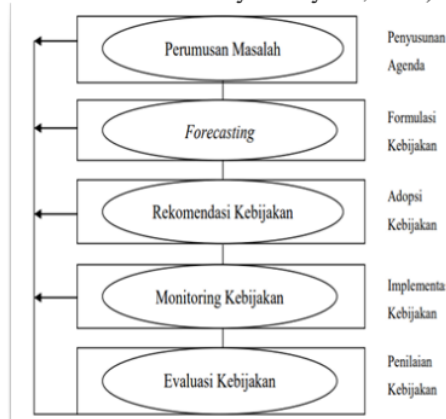 Perumusan Masalah
Penyusunan
Agenda
Forecasting
Formulasi
Kebijakan
Rekomendasi Kebijakan
Adopsi
Kebijakan
Monitoring Kebijakan
Implementa
Kebijakan
Evaluasi Kebijakan
Penilaian
Kebijakan